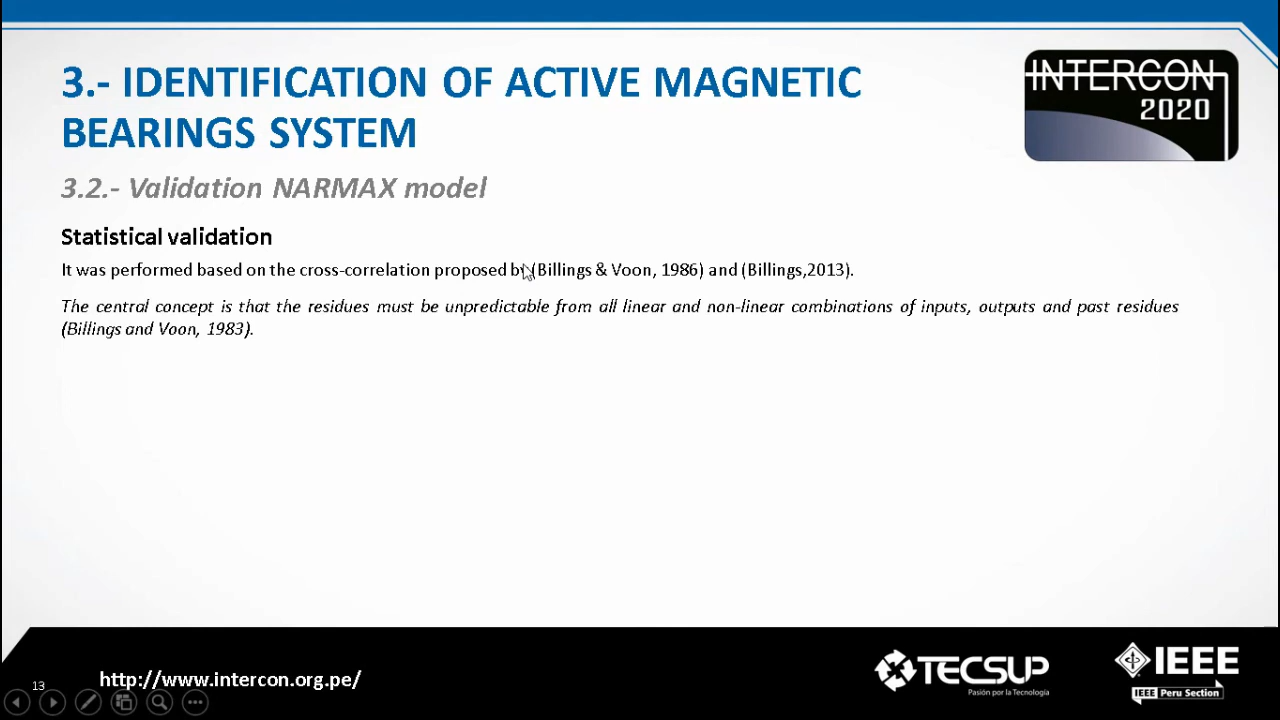 3.- IDENTIFICATION OF ACTIVE MAGNETIC
BEARINGS SYSTEM
INTERCON
2020
3.2.- Validation NARMAX model
Statistical validation
It was performed based on the cross-correlation proposed by (Billings & Voon, 1986) and (Billings,2013).
The central concept is that the residues must be unpredictable from all linear and non-linear combinations of inputs, outputs and past residues
(Billings and Voon, 1983).
13
http://www.intercon.org.pe/
TECSUP
Pasión por la Tecnología
IEEE
IEEE Peru Section